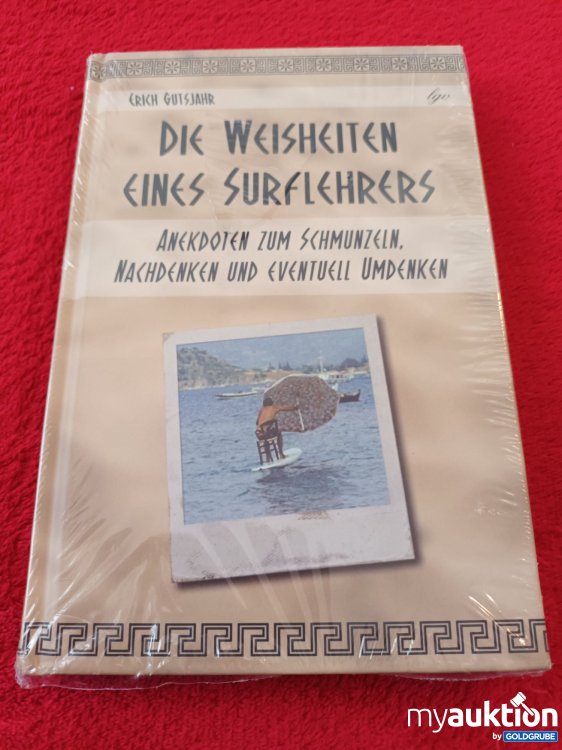 ERICH GUTSJAHR
lgv
DIE WEISHEITEN
EINES SURFLEHRERS
ANEKDOTEN ZUM SCHMUNZELN,
NACHDENKEN UND EVENTUELL UMDENKEN
myauktion
by GOLDGRUBE